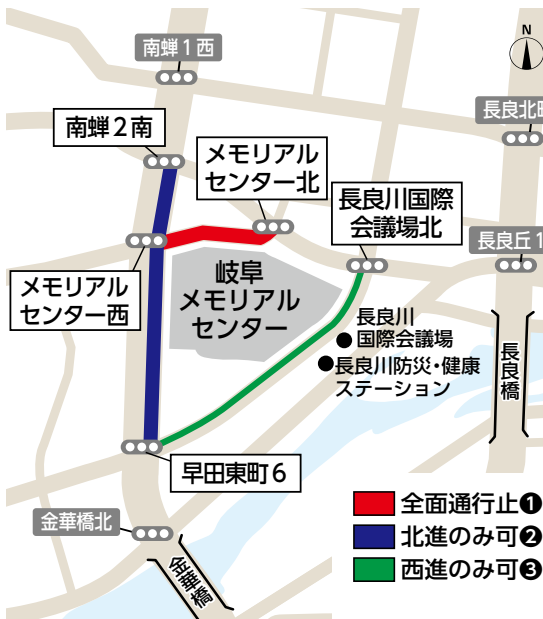 南蝉1西
N
長良北町
南蝉2南
メモリアル
センター北
長良川国際
会議場北
長良丘1
岐阜
メモリアル
センター
メモリアル
センター西
長良川
国際会議場
長良川防災・健康
ステーション
長良橋
早田東町6
金華橋北
金華橋
全面通行止❶
北進のみ可❷
西進のみ可❸